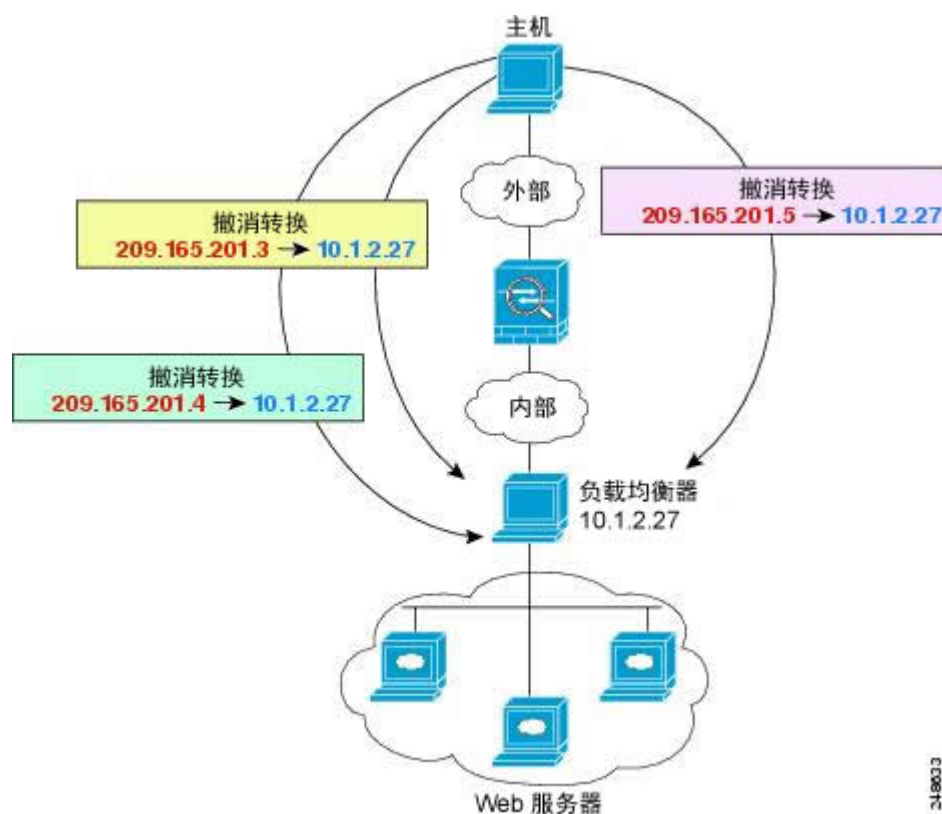 主机
外部
撤消转换
209.165.201.5 → 10.1.2.27
撤消转换
209.165.201.3 → 10.1.2.27
撤消转换
209.165.201.4 → 10.1.2.27
内部
负载均衡器
10.1.2.27
Web 服务器
248633